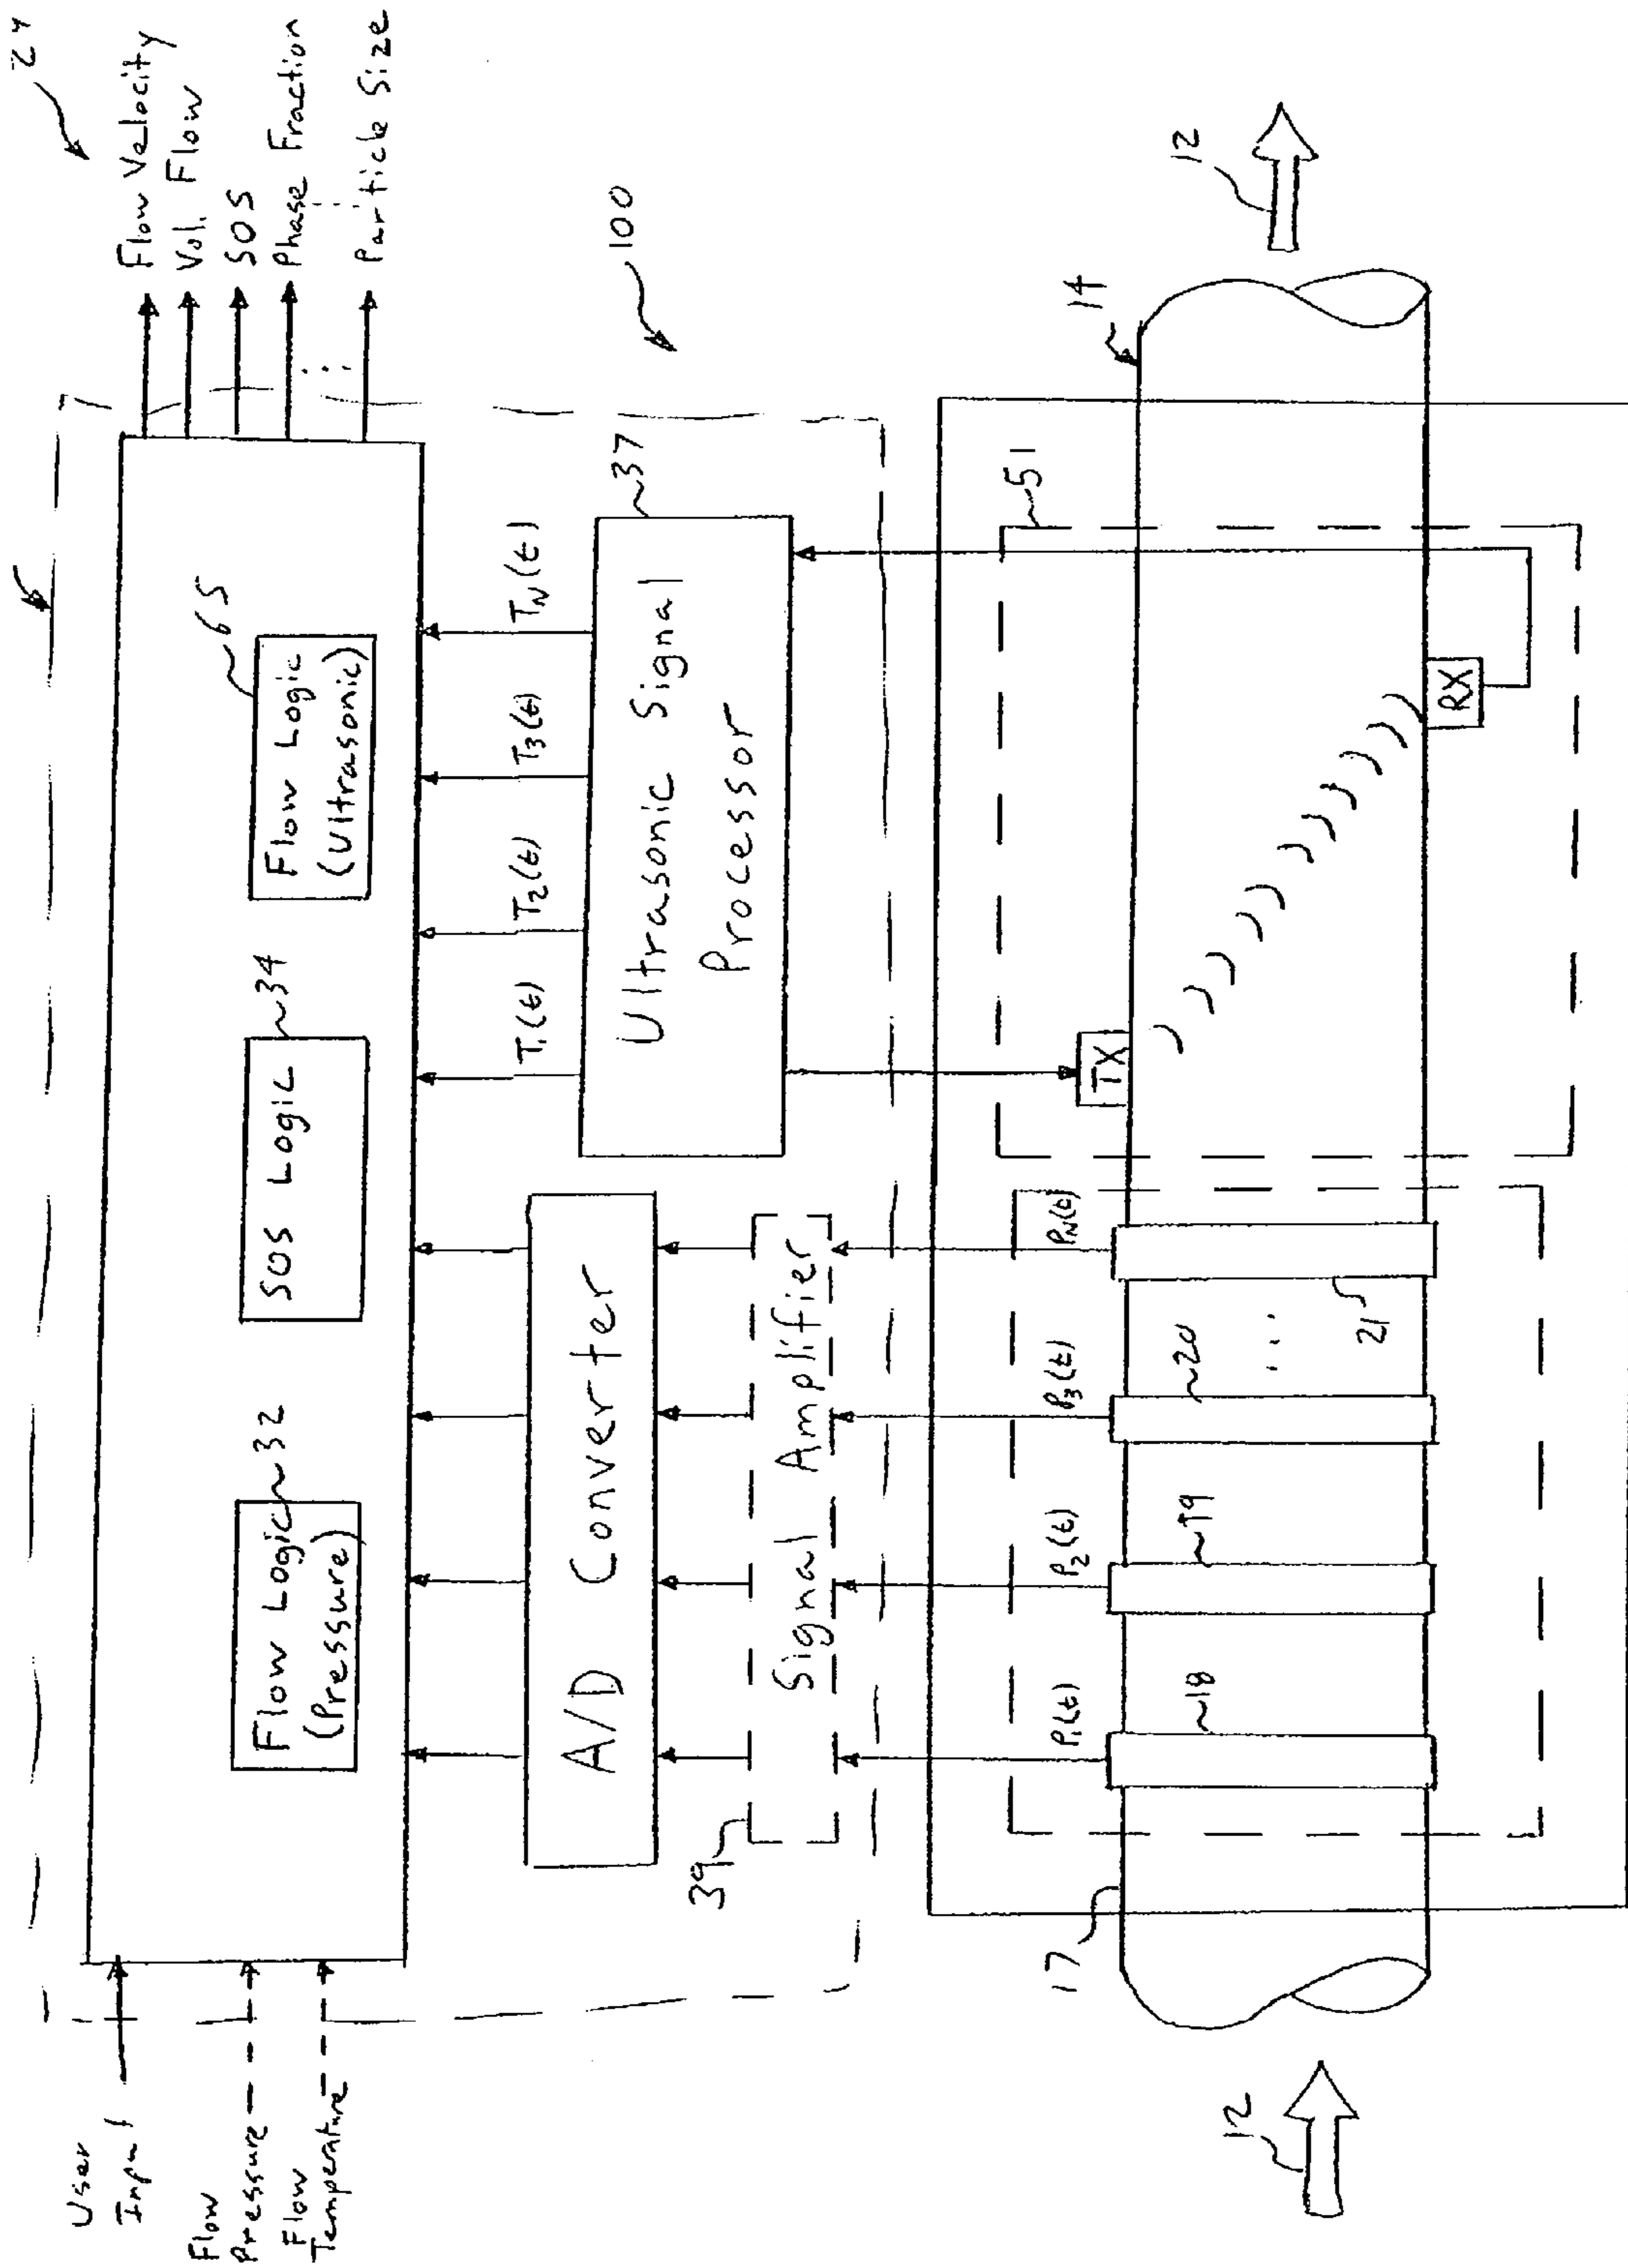 24
Flow Velocity
Vol. Flow
SOS
Phase Fraction
Particle Size
100
User
Input
Flow
Pressure
Flow
Temperature
Flow Logic
(Pressure)
32
SOS Logic
34
Flow Logic
(Ultrasonic)
65
A/D Converter
T1(t)
T2(t)
T3(t)
TN(t)
Ultrasonic Signal
Processor
37
39
Signal Amplifier
P1(t)
P2(t)
P3(t)
PN(t)
51
TX
RX
17
18
19
20
...
21
14
12
12